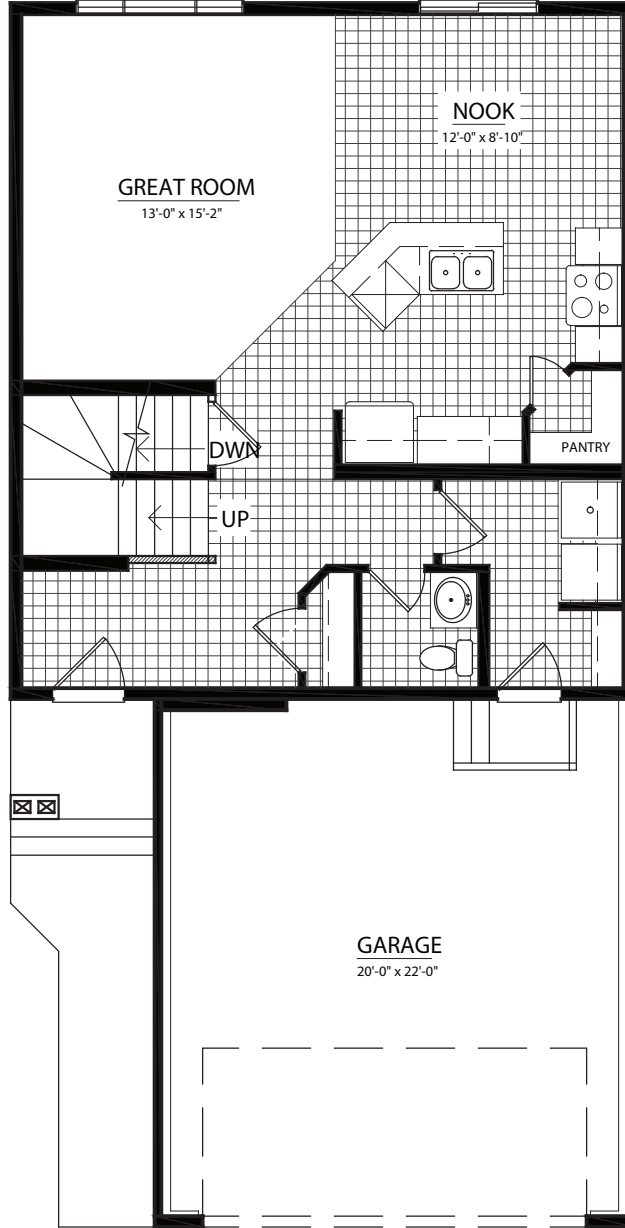 NOOK
12'-0" x 8'-10"
GREAT ROOM
13'-0" x 15'-2"
DWN
PANTRY
UP
GARAGE
20'-0" x 22'-0"